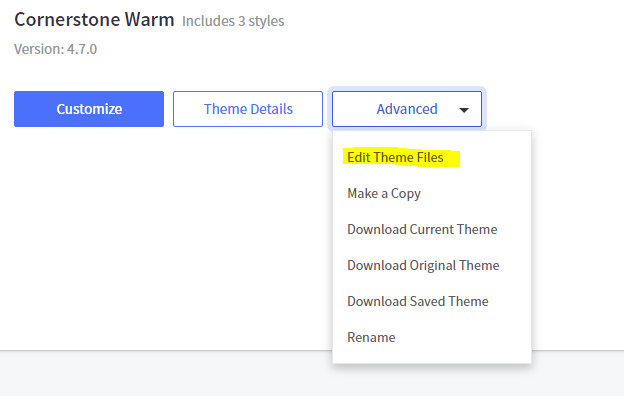 Cornerstone Warm Includes 3 styles
Version: 4.7.0
Customize Theme Details Advanced
Edit Theme Files
Make a Copy
Download Current Theme
Download Original Theme
Download Saved Theme
Rename